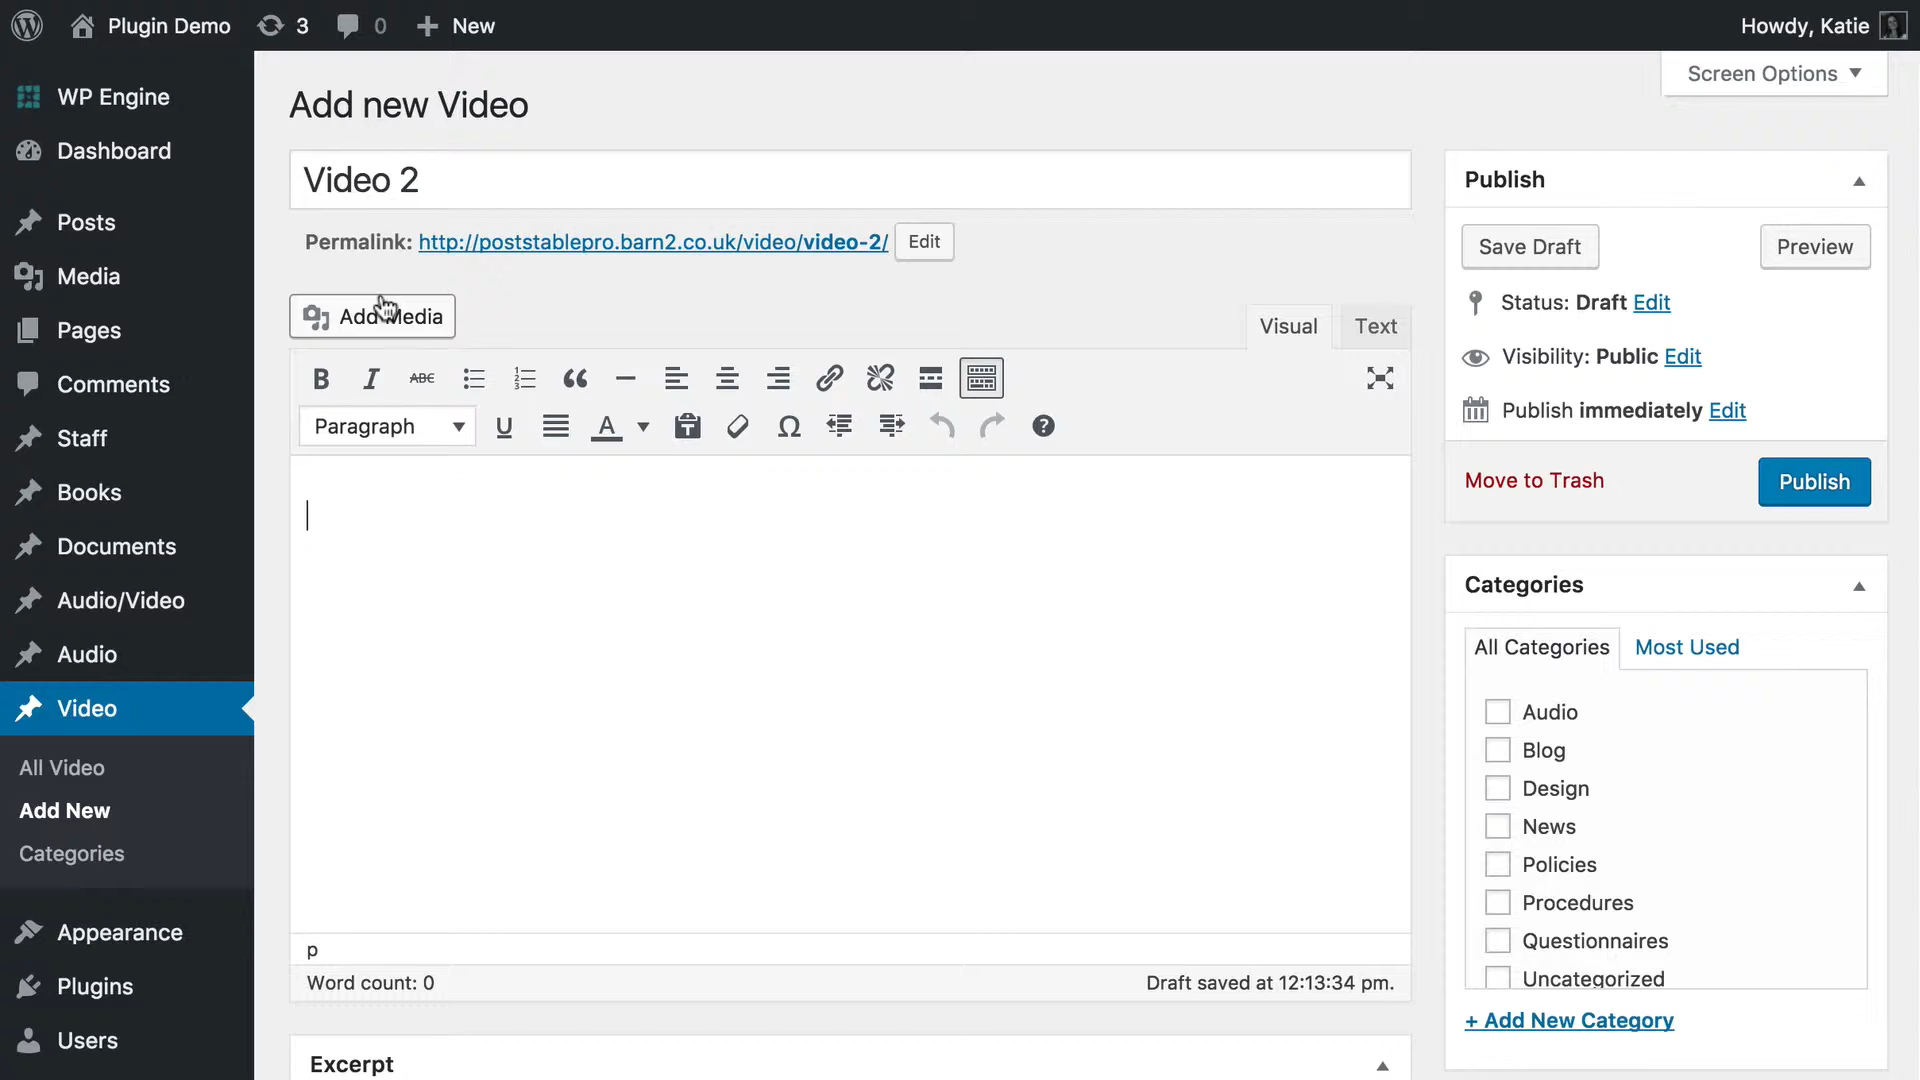 Plugin Demo
3
0
New
Howdy, Katie
Screen Options
WP Engine
Dashboard
Posts
Media
Pages
Comments
Staff
Books
Documents
Audio/Video
Audio
Video
All Video
Add New
Categories
Appearance
Plugins
Users
Add new Video
Video 2
Permalink: http://poststablepro.barn2.co.uk/video/video-2/ Edit
Add Media
Visual
Text
B I ABC
Paragraph
U
A
p
Word count: 0
Draft saved at 12:13:34 pm.
Excerpt
Publish
Save Draft
Preview
Status: Draft Edit
Visibility: Public Edit
Publish immediately Edit
Move to Trash
Publish
Categories
All Categories
Most Used
Audio
Blog
Design
News
Policies
Procedures
Questionnaires
Uncategorized
+ Add New Category